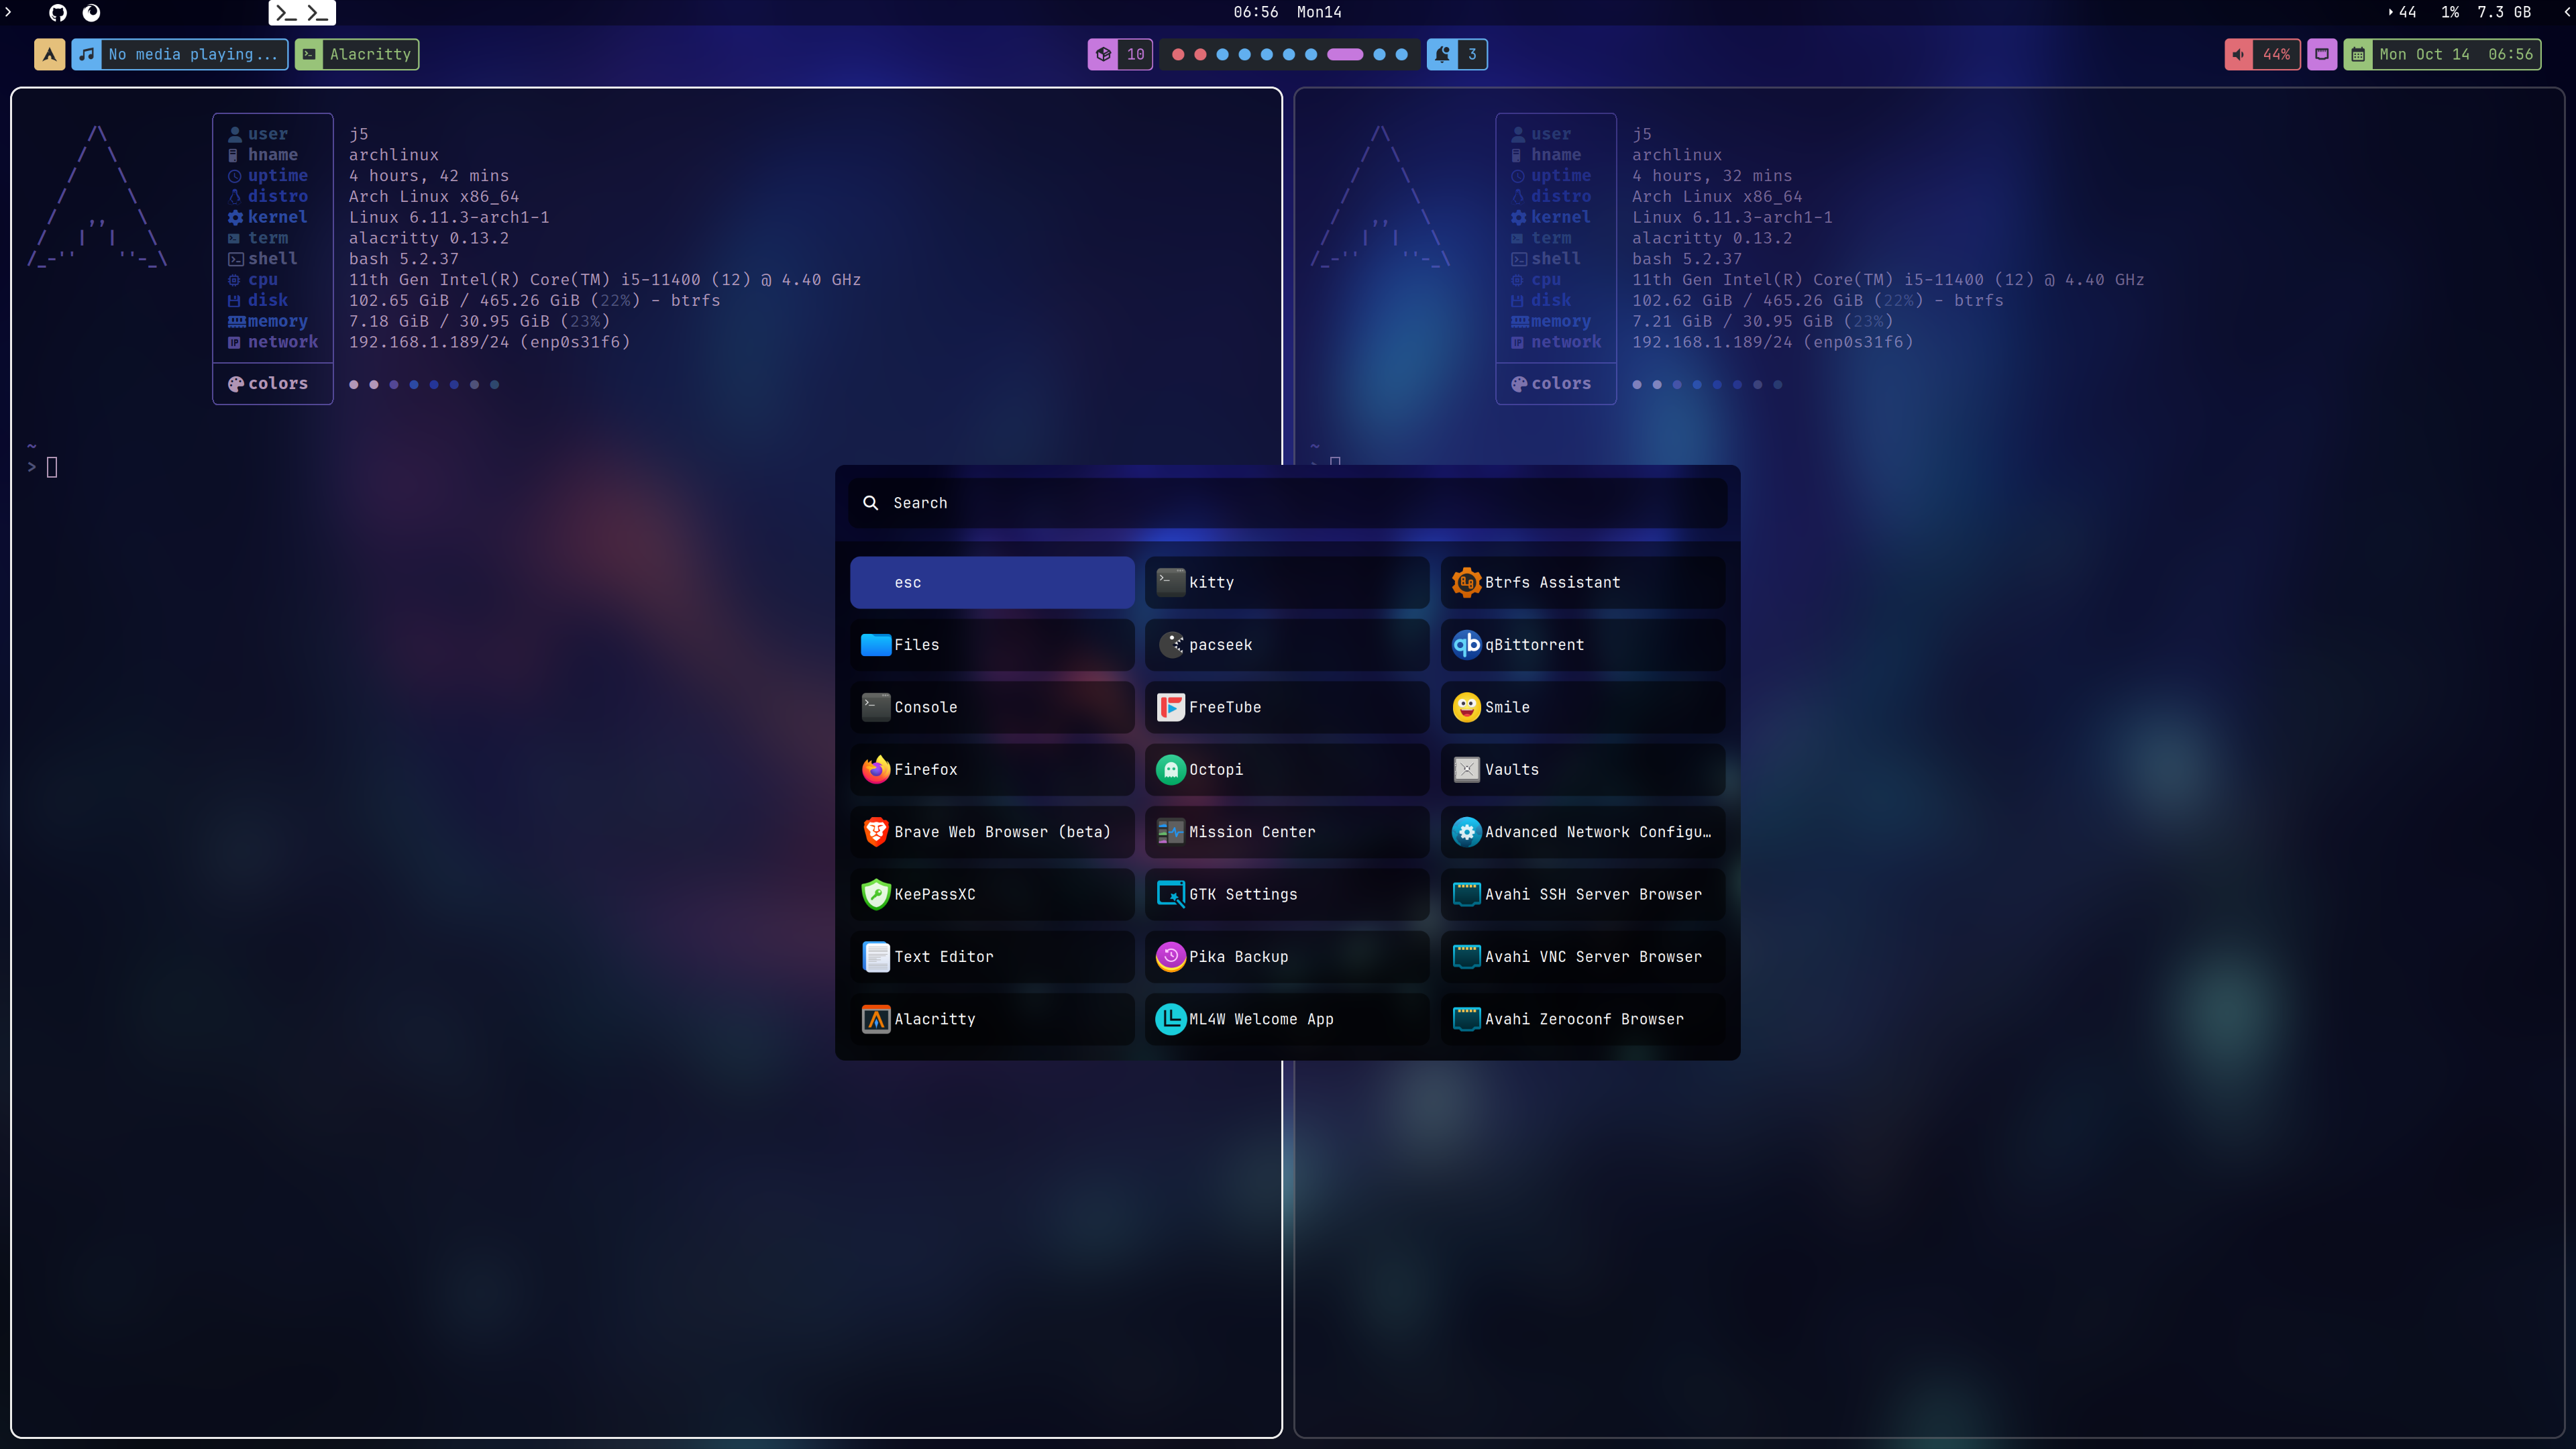 06:56 Mon14
44 1% 7.3 GB
No media playing...
Alacritty
10
3
44%
Mon Oct 14 06:56
user j5
hname archlinux
uptime 4 hours, 42 mins
distro Arch Linux x86_64
kernel Linux 6.11.3-arch1-1
term alacritty 0.13.2
shell bash 5.2.37
cpu 11th Gen Intel(R) Core(TM) i5-11400 (12) @ 4.40 GHz
disk 102.65 GiB / 465.26 GiB (22%) - btrfs
memory 7.18 GiB / 30.95 GiB (23%)
network 192.168.1.189/24 (enp0s31f6)
colors
~
>
user j5
hname archlinux
uptime 4 hours, 32 mins
distro Arch Linux x86_64
kernel Linux 6.11.3-arch1-1
term alacritty 0.13.2
shell bash 5.2.37
cpu 11th Gen Intel(R) Core(TM) i5-11400 (12) @ 4.40 GHz
disk 102.62 GiB / 465.26 GiB (22%) - btrfs
memory 7.21 GiB / 30.95 GiB (23%)
network 192.168.1.189/24 (enp0s31f6)
colors
~
Search
esc
kitty
Btrfs Assistant
Files
pacseek
qBittorrent
Console
FreeTube
Smile
Firefox
Octopi
Vaults
Brave Web Browser (beta)
Mission Center
Advanced Network Configu…
KeePassXC
GTK Settings
Avahi SSH Server Browser
Text Editor
Pika Backup
Avahi VNC Server Browser
Alacritty
ML4W Welcome App
Avahi Zeroconf Browser